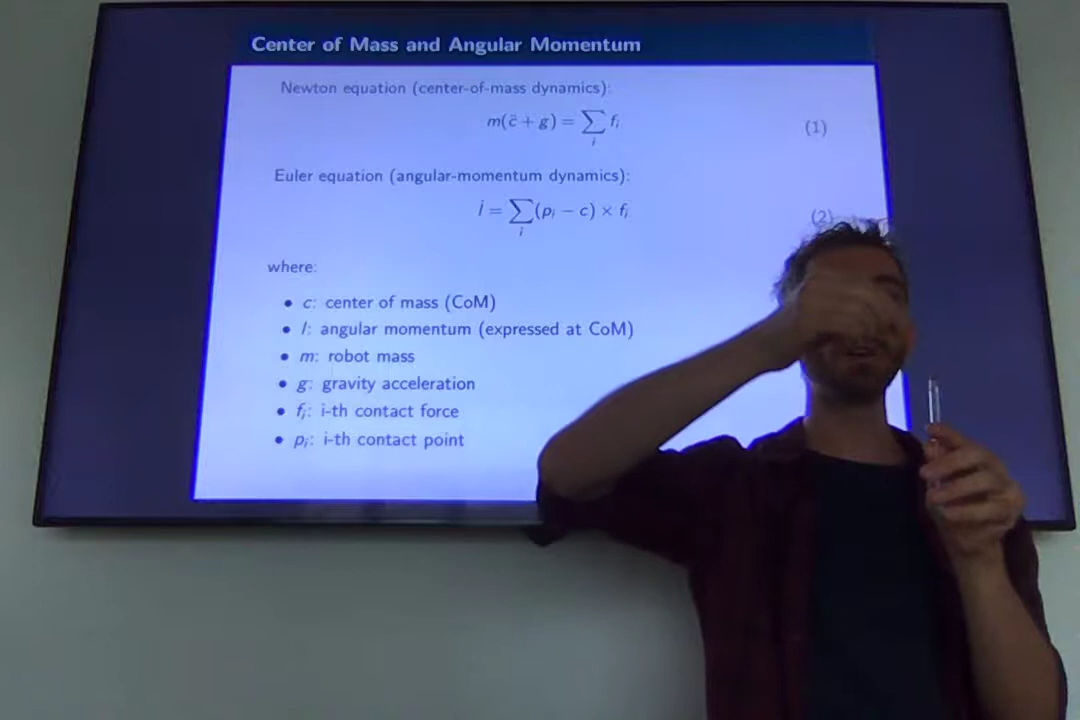 Center of Mass and Angular Momentum
Newton equation (center-of-mass dynamics):
m(c̈ + g) = ∑ᵢ fᵢ (1)
Euler equation (angular-momentum dynamics):
l̇ = ∑ᵢ (pᵢ − c) × fᵢ (2)
where:
• c: center of mass (CoM)
• l: angular momentum (expressed at CoM)
• m: robot mass
• g: gravity acceleration
• fᵢ: i-th contact force
• pᵢ: i-th contact point